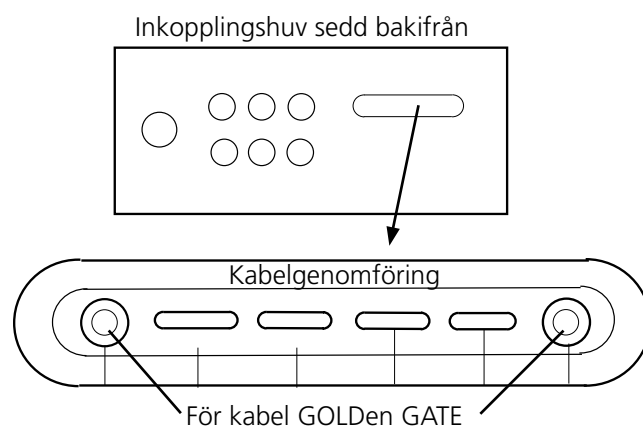 Inkopplingshuv sedd bakifrån
Kabelgenomföring
För kabel GOLDen GATE